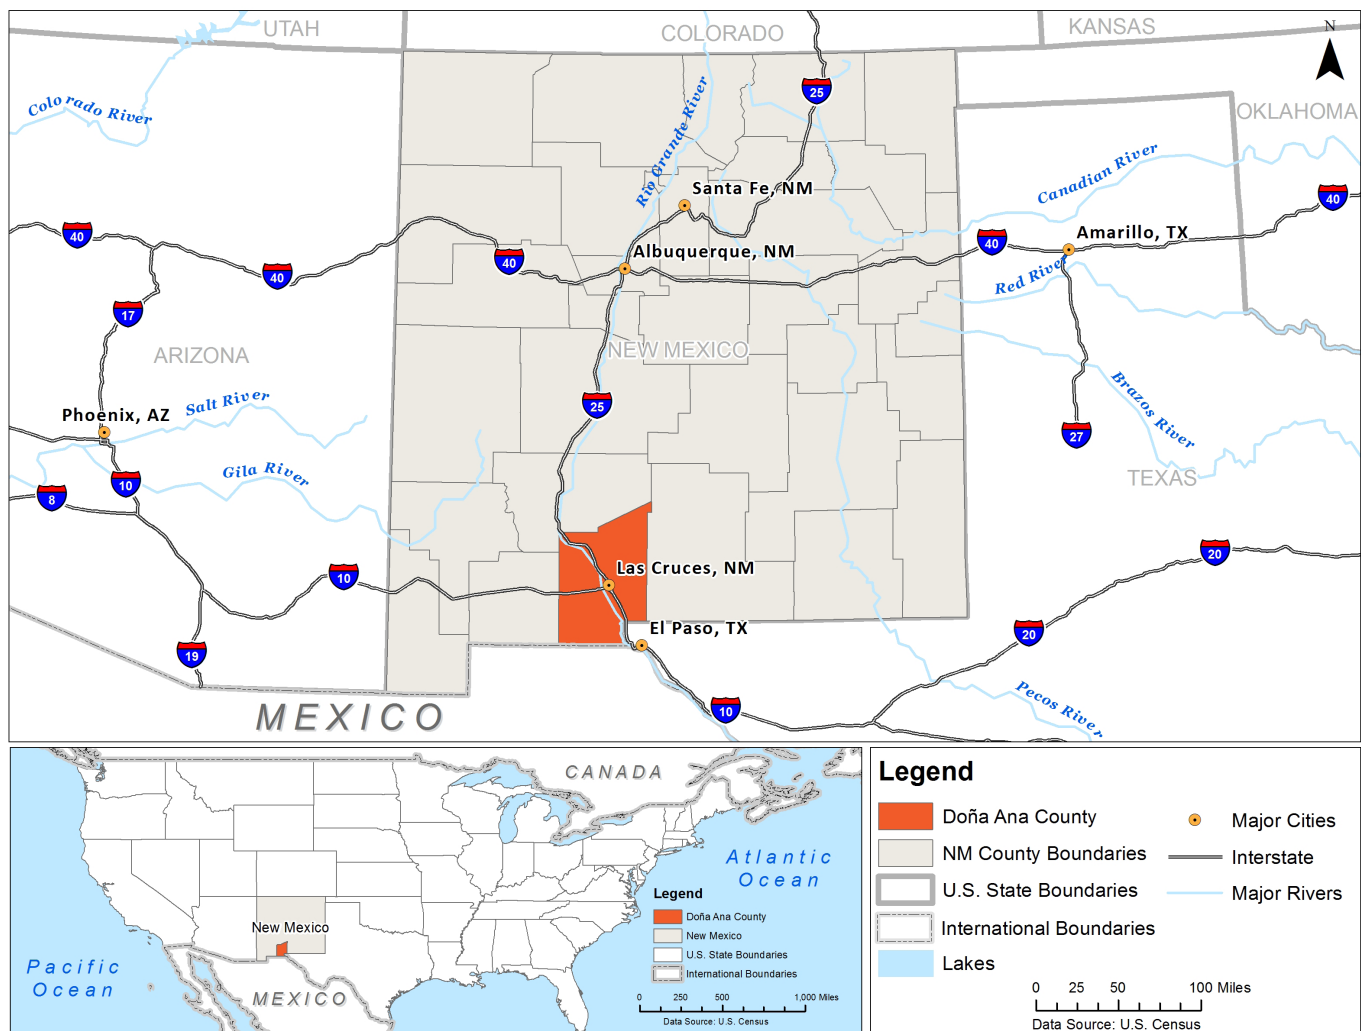 UTAH
COLORADO
KANSAS
N
OKLAHOMA
Colorado River
Rio Grande River
25
Canadian River
Santa Fe, NM
40
40
Albuquerque, NM
Amarillo, TX
40
40
40
Red River
17
ARIZONA
NEW MEXICO
Brazos River
Phoenix, AZ
Salt River
25
27
Gila River
TEXAS
10
8
Las Cruces, NM
20
10
El Paso, TX
20
19
Pecos River
MEXICO
10
CANADA
Atlantic
Ocean
New Mexico
Pacific
Ocean
MEXICO
Legend
Doña Ana County
New Mexico
U.S. State Boundaries
International Boundaries
0 250 500 1,000 Miles
Data Source: U.S. Census
Legend
Doña Ana County
NM County Boundaries
U.S. State Boundaries
International Boundaries
Lakes
Major Cities
Interstate
Major Rivers
0 25 50 100 Miles
Data Source: U.S. Census